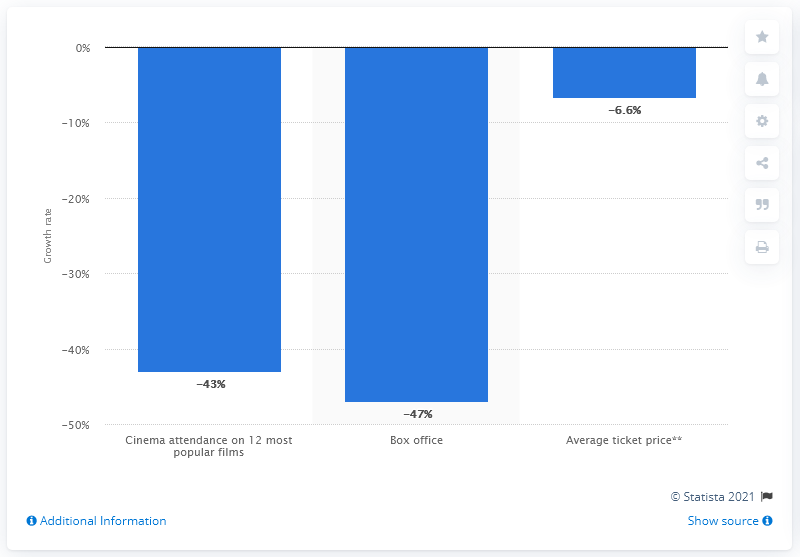 0%
−10%
−20%
−30%
−40%
−50%
Growth rate
−43%
−47%
−6.6%
Cinema attendance on 12 most
popular films
Box office
Average ticket price**
© Statista 2021
Additional Information
Show source